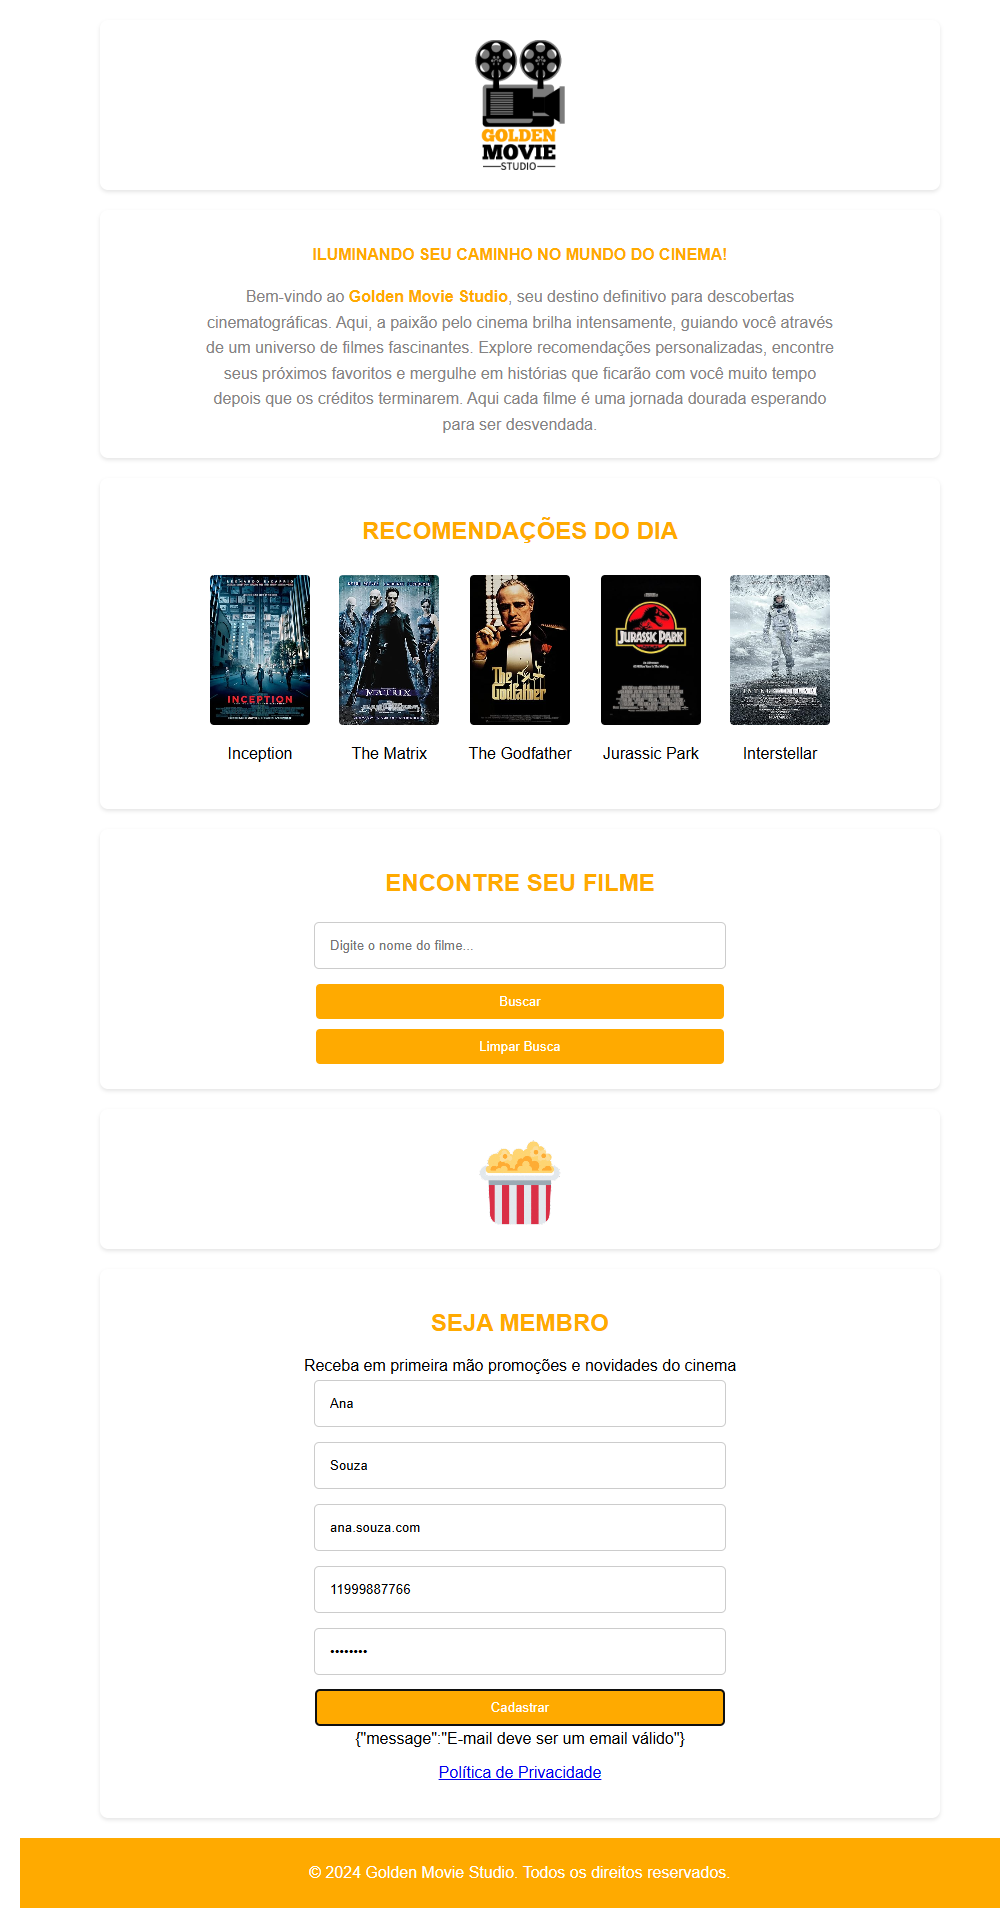 GOLDEN
MOVIE
STUDIO
ILUMINANDO SEU CAMINHO NO MUNDO DO CINEMA!
Bem-vindo ao Golden Movie Studio, seu destino definitivo para descobertas
cinematográficas. Aqui, a paixão pelo cinema brilha intensamente, guiando você através
de um universo de filmes fascinantes. Explore recomendações personalizadas, encontre
seus próximos favoritos e mergulhe em histórias que ficarão com você muito tempo
depois que os créditos terminarem. Aqui cada filme é uma jornada dourada esperando
para ser desvendada.
RECOMENDAÇÕES DO DIA
INCEPTION
MATRIX
The Godfather
JURASSIC PARK
INTERSTELLAR
Inception
The Matrix
The Godfather
Jurassic Park
Interstellar
ENCONTRE SEU FILME
Digite o nome do filme...
Buscar
Limpar Busca
SEJA MEMBRO
Receba em primeira mão promoções e novidades do cinema
Ana
Souza
ana.souza.com
11999887766
••••••••
Cadastrar
{"message":"E-mail deve ser um email válido"}
Política de Privacidade
© 2024 Golden Movie Studio. Todos os direitos reservados.